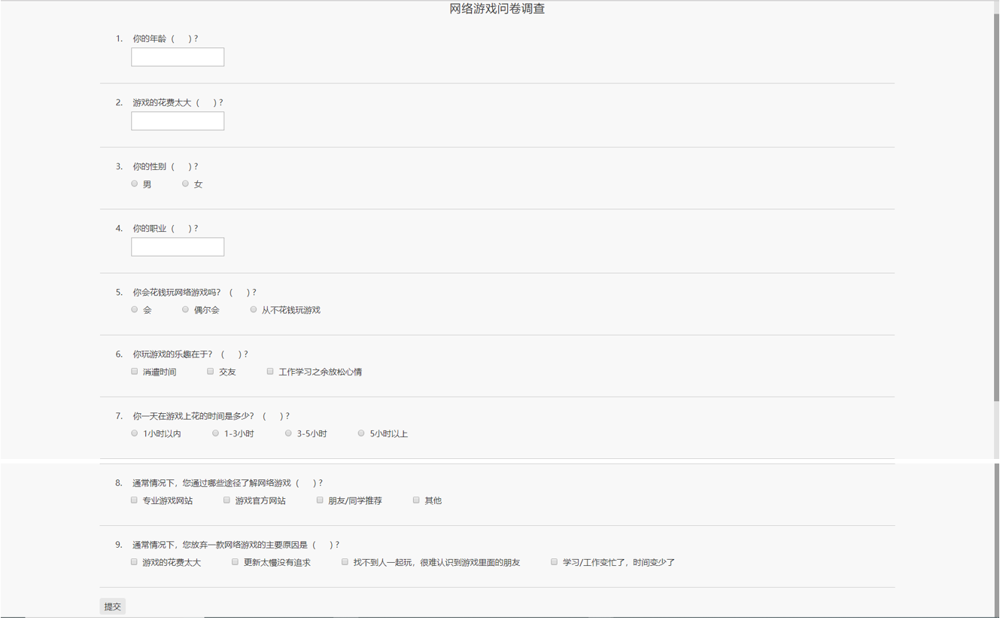 网络游戏问卷调查
1. 你的年龄（ ）?
2. 游戏的花费太大（ ）?
3. 你的性别（ ）?
男 女
4. 你的职业（ ）?
5. 你会花钱玩网络游戏吗？（ ）?
会 偶尔会 从不花钱玩游戏
6. 你玩游戏的乐趣在于？（ ）?
消遣时间 交友 工作学习之余放松心情
7. 你一天在游戏上花的时间是多少？（ ）?
1小时以内 1-3小时 3-5小时 5小时以上
8. 通常情况下，您通过哪些途径了解网络游戏（ ）?
专业游戏网站 游戏官方网站 朋友/同学推荐 其他
9. 通常情况下，您放弃一款网络游戏的主要原因是（ ）?
游戏的花费太大 更新太慢没有追求 找不到人一起玩，很难认识到游戏里面的朋友 学习/工作变忙了，时间变少了
提交